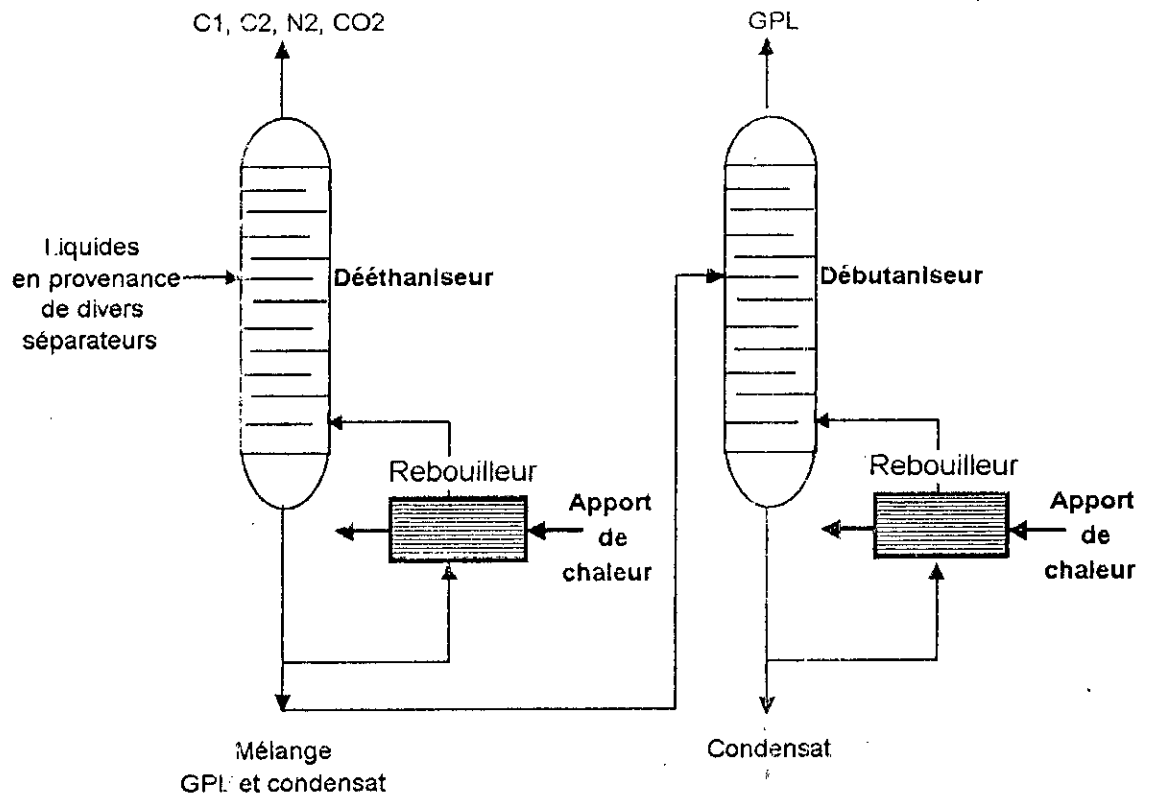 C1, C2, N2, CO2
GPL
Liquides
en provenance
de divers
séparateurs
Dééthaniseur
Débutaniseur
Rebouilleur
Apport
de
chaleur
Rebouilleur
Apport
de
chaleur
Mélange
GPL et condensat
Condensat